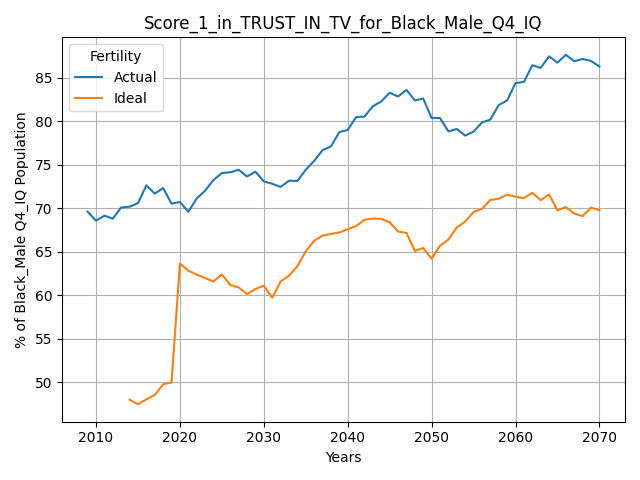 Score_1_in_TRUST_IN_TV_for_Black_Male_Q4_IQ
Fertility
Actual
Ideal
% of Black_Male Q4_IQ Population
85
80
75
70
65
60
55
50
2010 2020 2030 2040 2050 2060 2070
Years